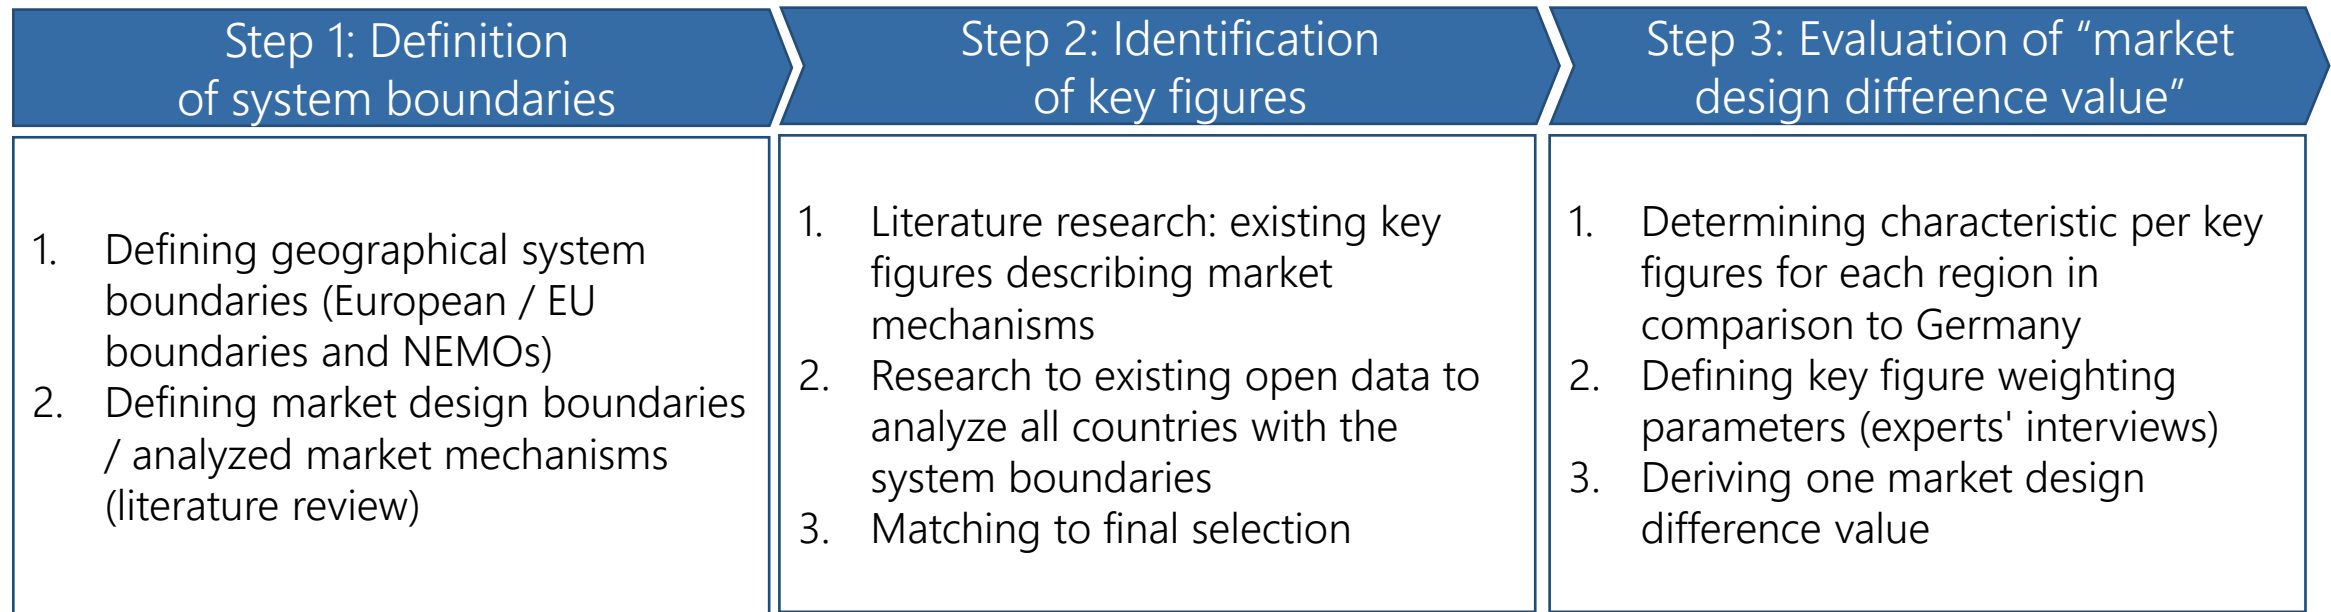 Step 1: Definition
of system boundaries
1. Defining geographical system
boundaries (European / EU
boundaries and NEMOs)
2. Defining market design boundaries
/ analyzed market mechanisms
(literature review)
Step 2: Identification
of key figures
1. Literature research: existing key
figures describing market
mechanisms
2. Research to existing open data to
analyze all countries with the
system boundaries
3. Matching to final selection
Step 3: Evaluation of “market
design difference value”
1. Determining characteristic per key
figures for each region in
comparison to Germany
2. Defining key figure weighting
parameters (experts' interviews)
3. Deriving one market design
difference value